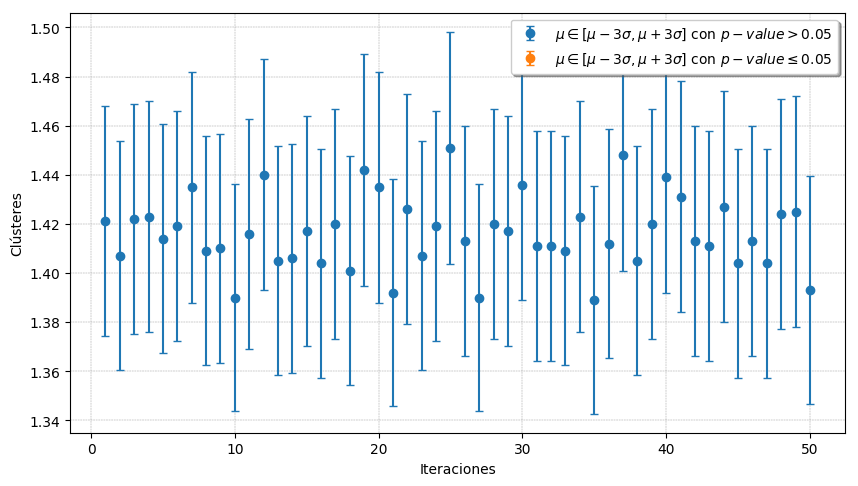 1.50
1.48
1.46
1.44
1.42
1.40
1.38
1.36
1.34
Clústeres
μ ∈ [μ − 3σ, μ + 3σ] con p − value > 0.05
μ ∈ [μ − 3σ, μ + 3σ] con p − value ≤ 0.05
0 10 20 30 40 50
Iteraciones